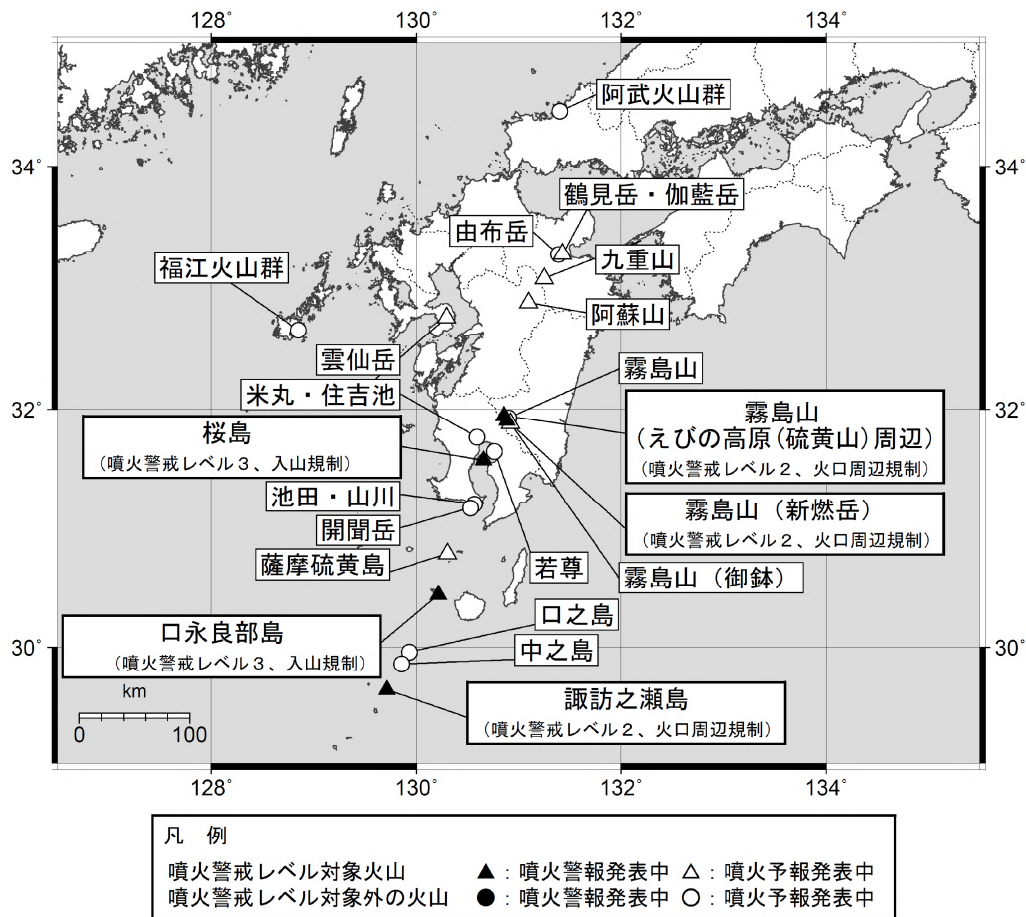 128° 130° 132° 134°
阿武火山群
34° 34°
鶴見岳・伽藍岳
由布岳
九重山
福江火山群
阿蘇山
雲仙岳
霧島山
米丸・住吉池
32° 32°
霧島山
(えびの高原(硫黄山)周辺)
(噴火警戒レベル2、火口周辺規制)
桜島
(噴火警戒レベル3、入山規制)
池田・山川
霧島山(新燃岳)
(噴火警戒レベル2、火口周辺規制)
開聞岳
薩摩硫黄島
若尊
霧島山(御鉢)
口之島
口永良部島
(噴火警戒レベル3、入山規制)
30° 30°
中之島
諏訪之瀬島
(噴火警戒レベル2、火口周辺規制)
km
0 100
128° 130° 132° 134°
凡 例
噴火警戒レベル対象火山 ▲:噴火警報発表中 △:噴火予報発表中
噴火警戒レベル対象外の火山 ●:噴火警報発表中 ○:噴火予報発表中